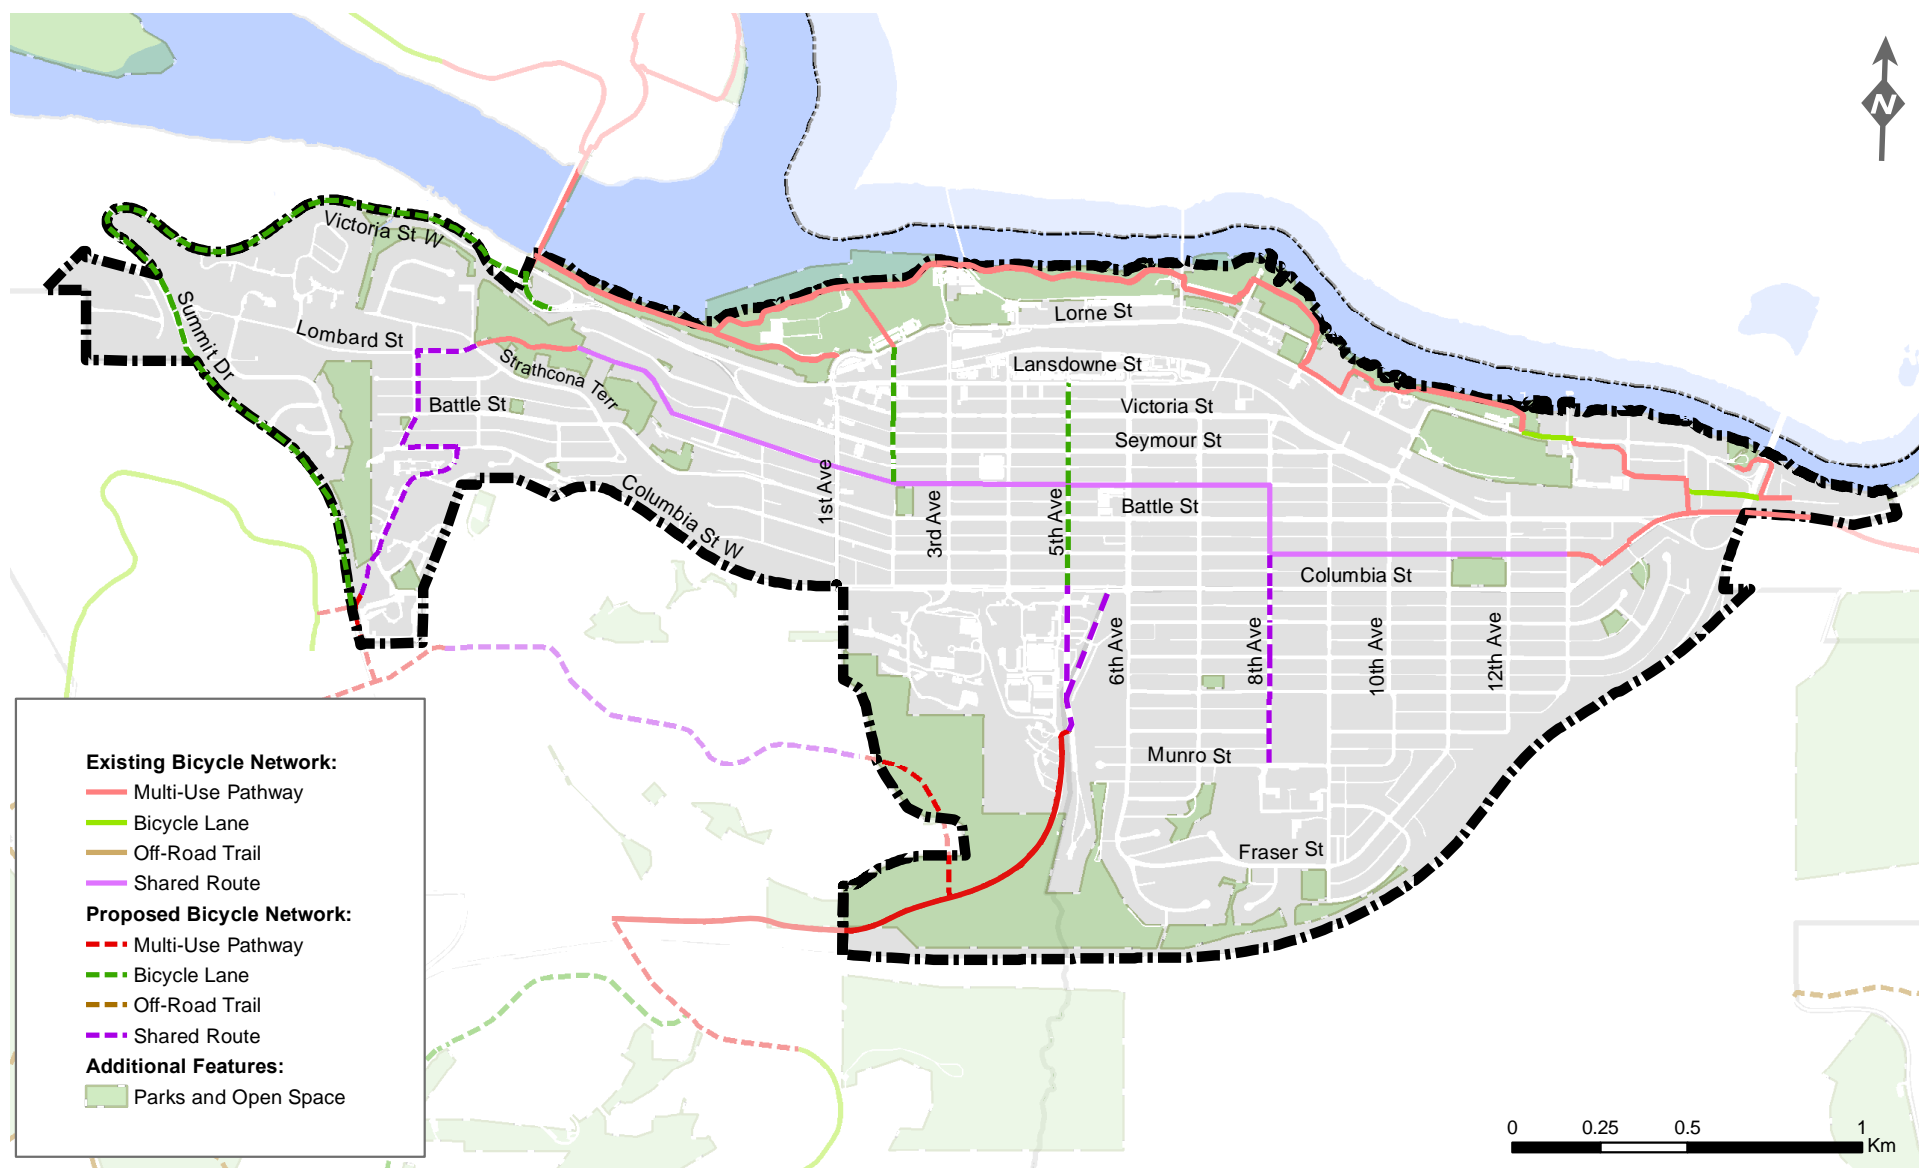 N
Victoria St W
Summit Dr
Lombard St
Strathcona Terr
Battle St
Columbia St W
Lorne St
Lansdowne St
Victoria St
Seymour St
Battle St
1st Ave
3rd Ave
5th Ave
Columbia St
6th Ave
8th Ave
10th Ave
12th Ave
Munro St
Fraser St
Existing Bicycle Network:
Multi-Use Pathway
Bicycle Lane
Off-Road Trail
Shared Route
Proposed Bicycle Network:
Multi-Use Pathway
Bicycle Lane
Off-Road Trail
Shared Route
Additional Features:
Parks and Open Space
0 0.25 0.5 1
Km